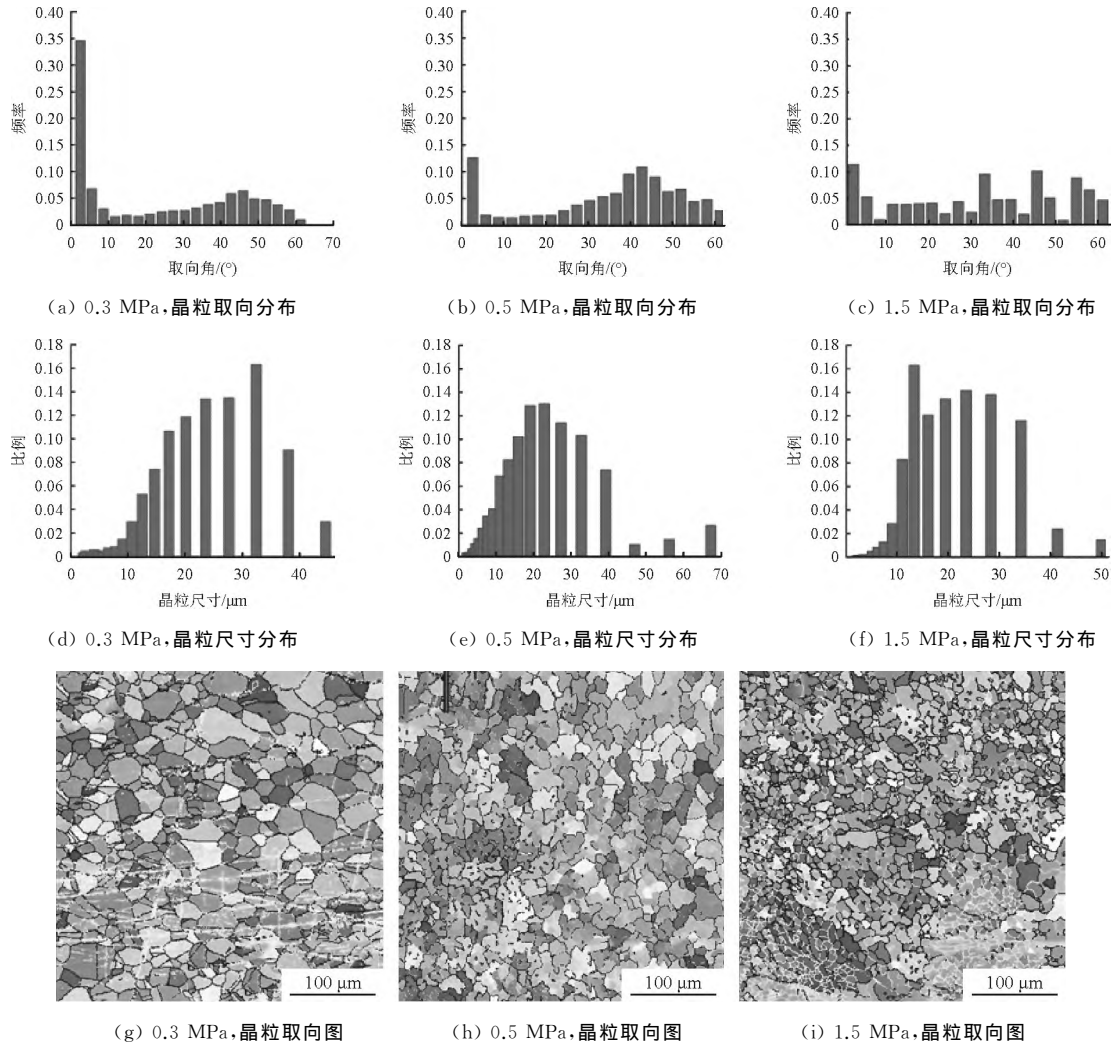 0.40 0.40 0.40
0.35 0.35 0.35
0.30 0.30 0.30
0.25 0.25 0.25
0.20 0.20 0.20
0.15 0.15 0.15
0.10 0.10 0.10
0.05 0.05 0.05
0 0 0
频率 频率 频率
0 10 20 30 40 50 60 70 0 10 20 30 40 50 60 0 10 20 30 40 50 60
取向角/(°) 取向角/(°) 取向角/(°)
(a) 0.3 MPa,晶粒取向分布 (b) 0.5 MPa,晶粒取向分布 (c) 1.5 MPa,晶粒取向分布
0.18 0.18 0.18
0.16 0.16 0.16
0.14 0.14 0.14
0.12 0.12 0.12
0.10 0.10 0.10
0.08 0.08 0.08
0.06 0.06 0.06
0.04 0.04 0.04
0.02 0.02 0.02
0 0 0
比例 比例 比例
0 10 20 30 40 0 10 20 30 40 50 60 70 10 20 30 40 50
晶粒尺寸/μm 晶粒尺寸/μm 晶粒尺寸/μm
(d) 0.3 MPa,晶粒尺寸分布 (e) 0.5 MPa,晶粒尺寸分布 (f) 1.5 MPa,晶粒尺寸分布
100 μm 100 μm 100 μm
(g) 0.3 MPa,晶粒取向图 (h) 0.5 MPa,晶粒取向图 (i) 1.5 MPa,晶粒取向图